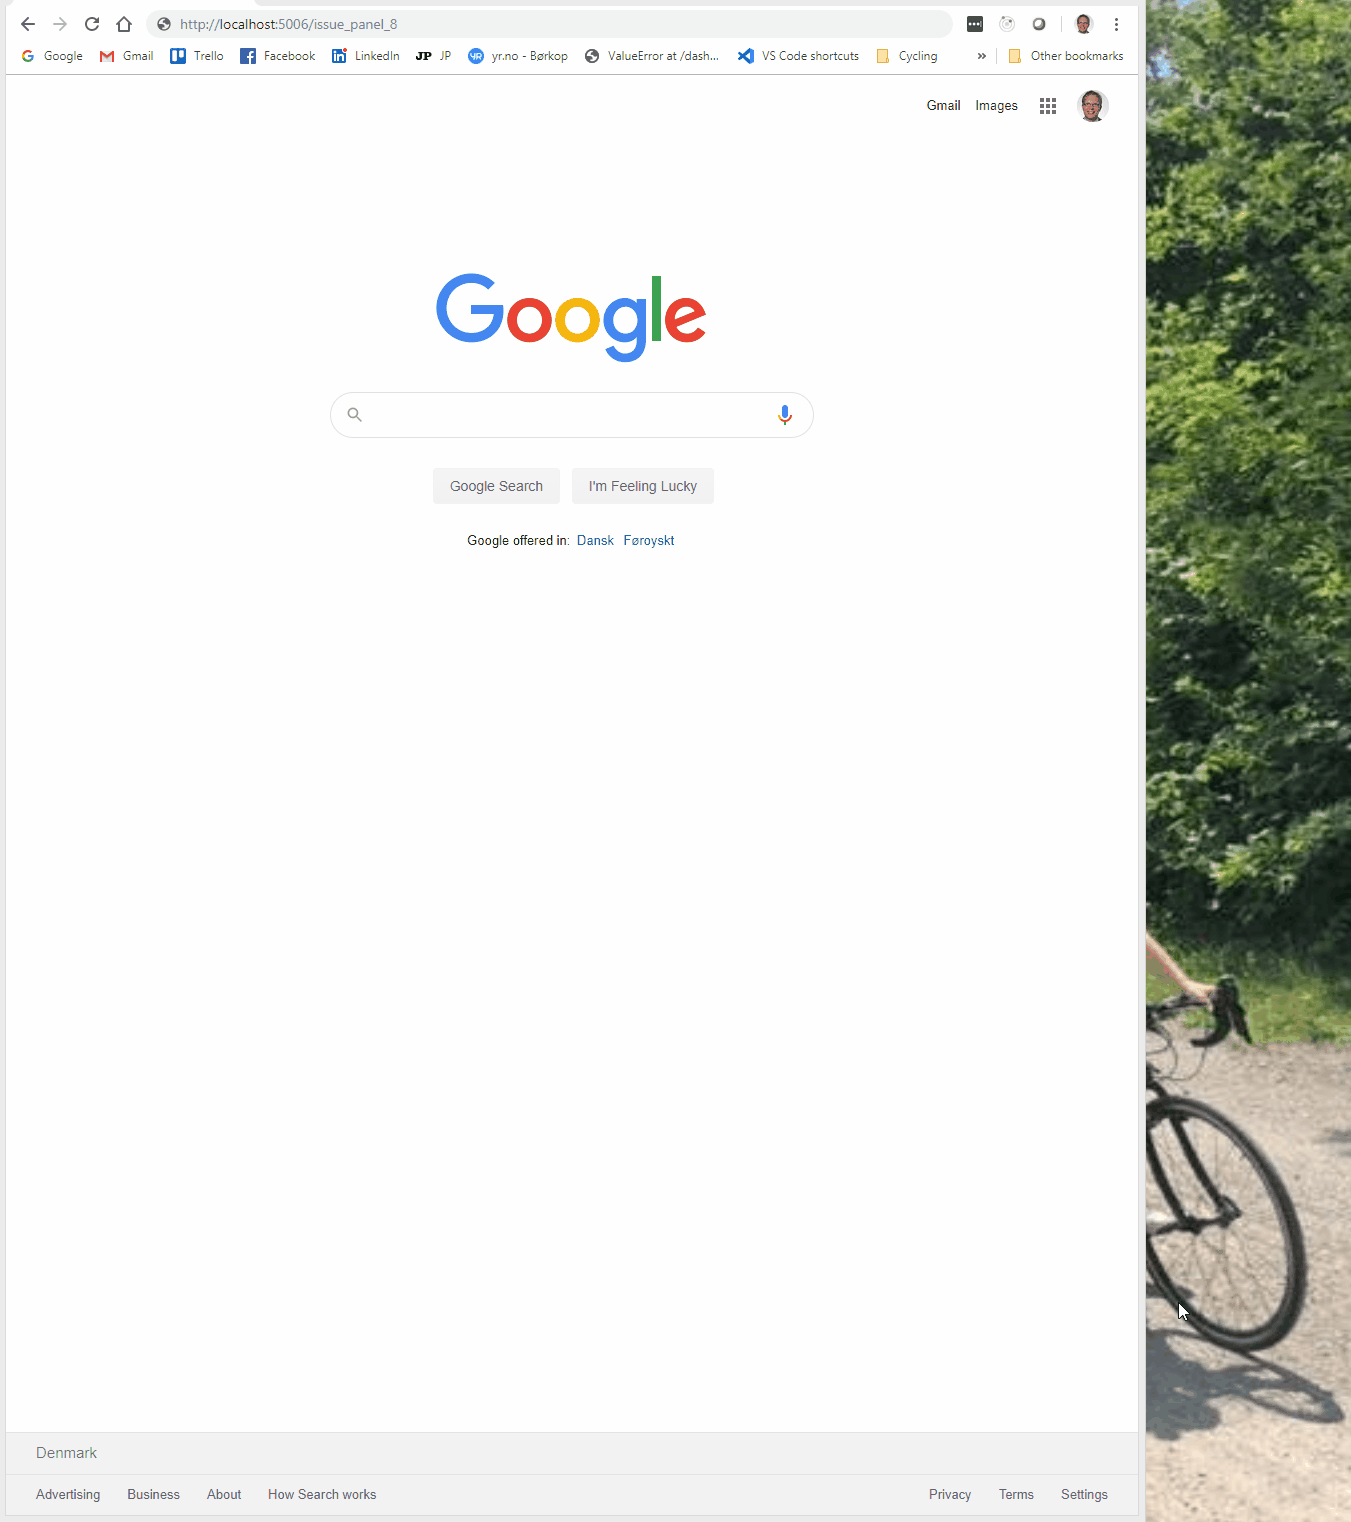 http://localhost:5006/issue_panel_8
Google Gmail Trello Facebook LinkedIn JP JP YR yr.no - Børkop ValueError at /dash... VS Code shortcuts Cycling » Other bookmarks
Gmail Images
Google
Google Search I'm Feeling Lucky
Google offered in: Dansk Føroyskt
Denmark
Advertising Business About How Search works Privacy Terms Settings